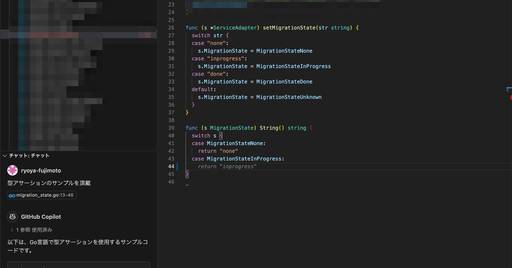 23
24 }
25
26 func (s *ServiceAdapter) setMigrationState(str string) {
27 switch str {
28 case "none":
29 s.MigrationState = MigrationStateNone
30 case "inprogress":
31 s.MigrationState = MigrationStateInProgress
32 case "done":
33 s.MigrationState = MigrationStateDone
34 default:
35 s.MigrationState = MigrationStateUnknown
36 }
37 }
38
39 func (s MigrationState) String() string {
40 switch s {
41 case MigrationStateNone:
42 return "none"
43 case MigrationStateInProgress:
44 return "inprogress"
45 }
46
チャット: チャット
ryoya-fujimoto
型アサーションのサンプルを頂戴
migration_state.go:13-45
GitHub Copilot
1 参照 使用済み
以下は、Go言語で型アサーションを使用するサンプルコ
ードです。